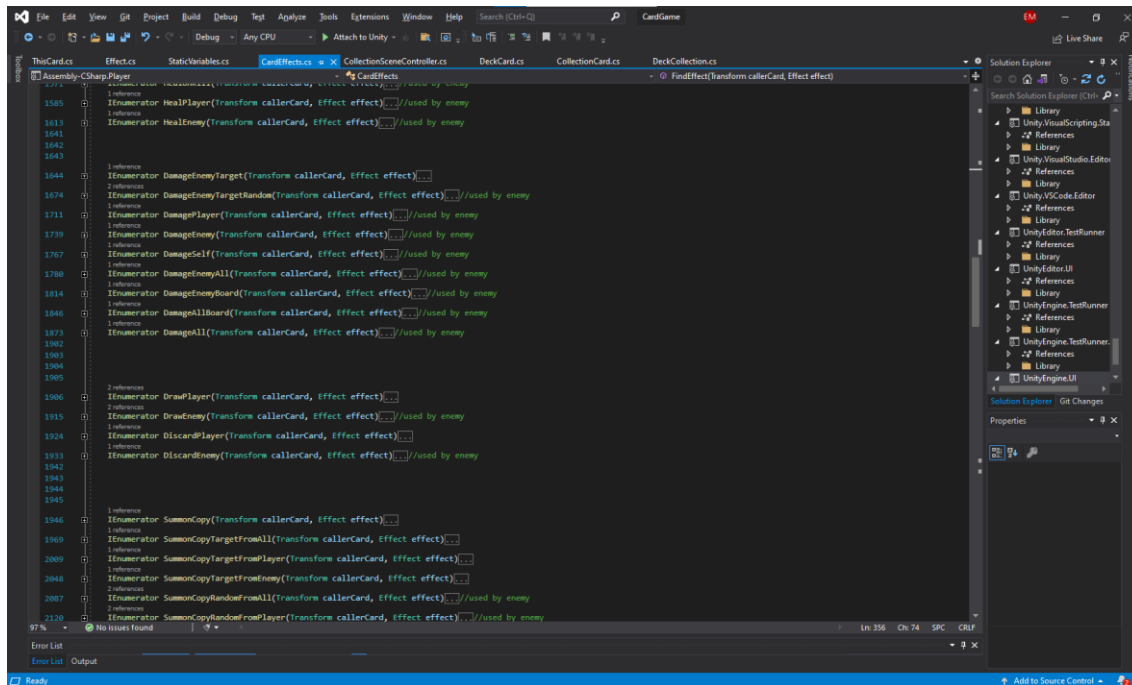 File Edit View Git Project Build Debug Test Analyze Tools Extensions Window Help Search (Ctrl+Q) CardGame EM
Debug Any CPU Attach to Unity Live Share
Toolbox
ThisCard.cs Effect.cs StaticVariables.cs CardEffects.cs CollectionSceneController.cs DeckCard.cs CollectionCard.cs DeckCollection.cs
Assembly-CSharp.Player CardEffects FindEffect(Transform callerCard, Effect effect)
1 reference
1585 IEnumerator HealPlayer(Transform callerCard, Effect effect)...//used by enemy
1 reference
1613 IEnumerator HealEnemy(Transform callerCard, Effect effect)...//used by enemy
1641
1642
1643
1 reference
1644 IEnumerator DamageEnemyTarget(Transform callerCard, Effect effect)...
2 references
1674 IEnumerator DamageEnemyTargetRandom(Transform callerCard, Effect effect)...//used by enemy
1 reference
1711 IEnumerator DamagePlayer(Transform callerCard, Effect effect)...//used by enemy
1 reference
1739 IEnumerator DamageEnemy(Transform callerCard, Effect effect)...//used by enemy
1 reference
1767 IEnumerator DamageSelf(Transform callerCard, Effect effect)...//used by enemy
1 reference
1780 IEnumerator DamageEnemyAll(Transform callerCard, Effect effect)...//used by enemy
1 reference
1814 IEnumerator DamageEnemyBoard(Transform callerCard, Effect effect)...//used by enemy
1 reference
1846 IEnumerator DamageAllBoard(Transform callerCard, Effect effect)...//used by enemy
1 reference
1873 IEnumerator DamageAll(Transform callerCard, Effect effect)...//used by enemy
1902
1903
1904
1905
2 references
1906 IEnumerator DrawPlayer(Transform callerCard, Effect effect)...
2 references
1915 IEnumerator DrawEnemy(Transform callerCard, Effect effect)...//used by enemy
1 reference
1924 IEnumerator DiscardPlayer(Transform callerCard, Effect effect)...
1 reference
1933 IEnumerator DiscardEnemy(Transform callerCard, Effect effect)...//used by enemy
1942
1943
1944
1945
1 reference
1946 IEnumerator SummonCopy(Transform callerCard, Effect effect)...
1 reference
1969 IEnumerator SummonCopyTargetFromAll(Transform callerCard, Effect effect)...
1 reference
2009 IEnumerator SummonCopyTargetFromPlayer(Transform callerCard, Effect effect)...
1 reference
2048 IEnumerator SummonCopyTargetFromEnemy(Transform callerCard, Effect effect)...
2 references
2087 IEnumerator SummonCopyRandomFromAll(Transform callerCard, Effect effect)...//used by enemy
2 references
2120 IEnumerator SummonCopyRandomFromPlayer(Transform callerCard, Effect effect)...//used by enemy
97 % No issues found Ln: 356 Ch: 74 SPC CRLF
Error List
Error List Output
Ready Add to Source Control
Solution Explorer
Search Solution Explorer (Ctrl+
Library
Unity.VisualScripting.Sta
References
Library
Unity.VisualStudio.Editor
References
Library
Unity.VSCode.Editor
References
Library
UnityEditor.TestRunner
References
Library
UnityEditor.UI
References
Library
UnityEngine.TestRunner
References
Library
UnityEngine.TestRunner.
References
Library
UnityEngine.UI
Solution Explorer Git Changes
Properties